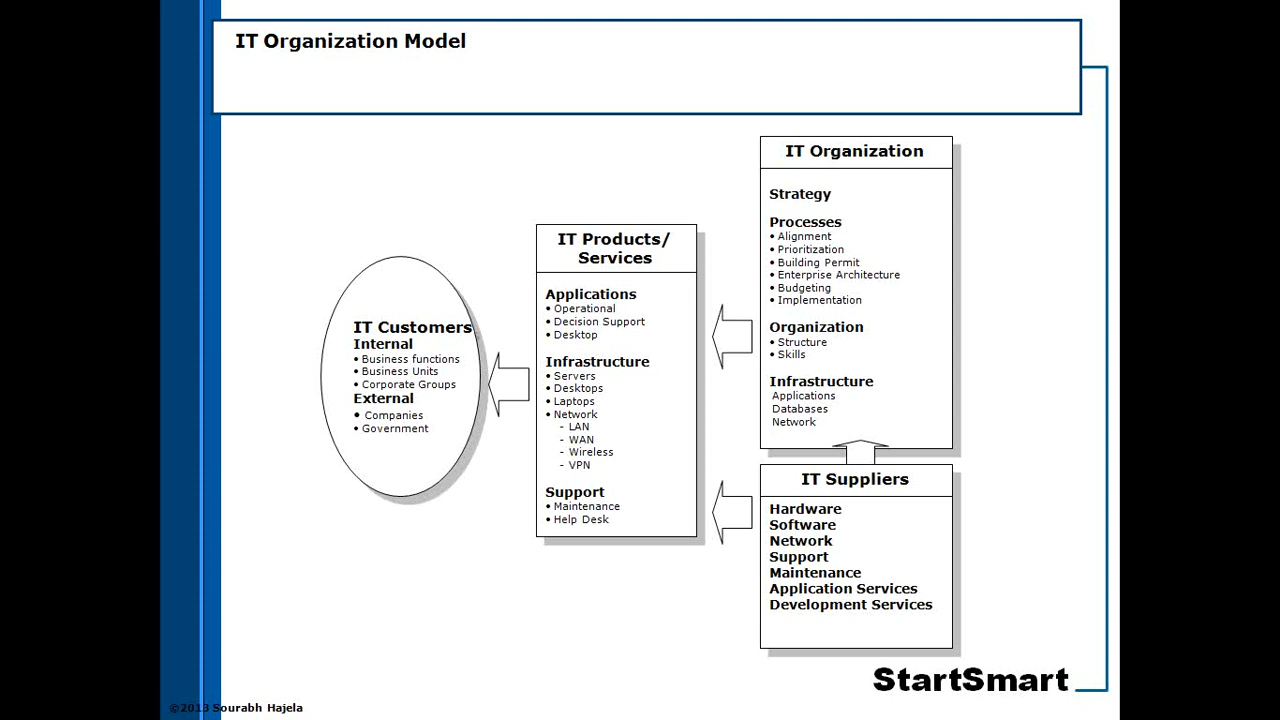 IT Organization Model
IT Customers
Internal
• Business functions
• Business Units
• Corporate Groups
External
• Companies
• Government
IT Products/
Services
Applications
• Operational
• Decision Support
• Desktop
Infrastructure
• Servers
• Desktops
• Laptops
• Network
- LAN
- WAN
- Wireless
- VPN
Support
• Maintenance
• Help Desk
IT Organization
Strategy
Processes
• Alignment
• Prioritization
• Building Permit
• Enterprise Architecture
• Budgeting
• Implementation
Organization
• Structure
• Skills
Infrastructure
Applications
Databases
Network
IT Suppliers
Hardware
Software
Network
Support
Maintenance
Application Services
Development Services
StartSmart
©2013 Sourabh Hajela